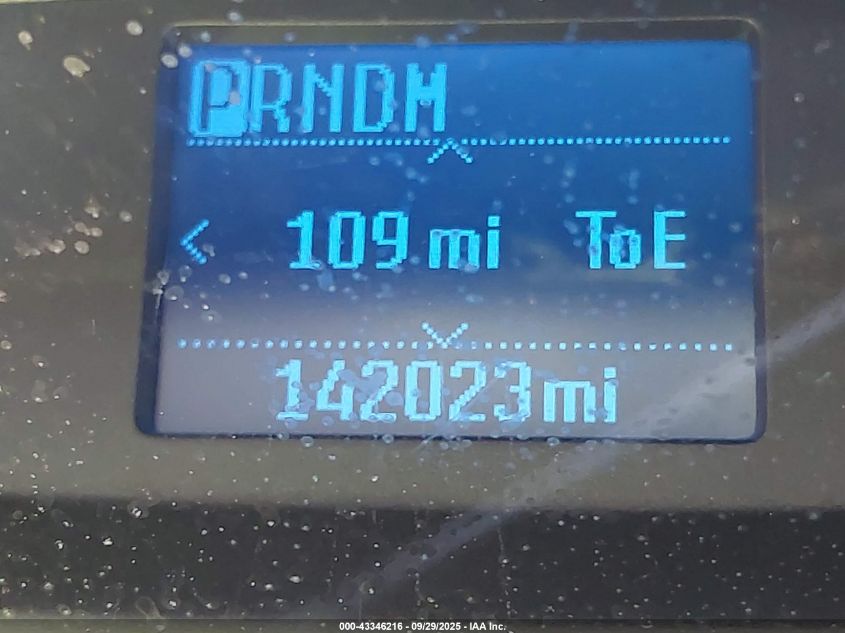 PRNDM
109 mi ToE
142023mi
000-43346216 - 09/29/2025 - IAA Inc.